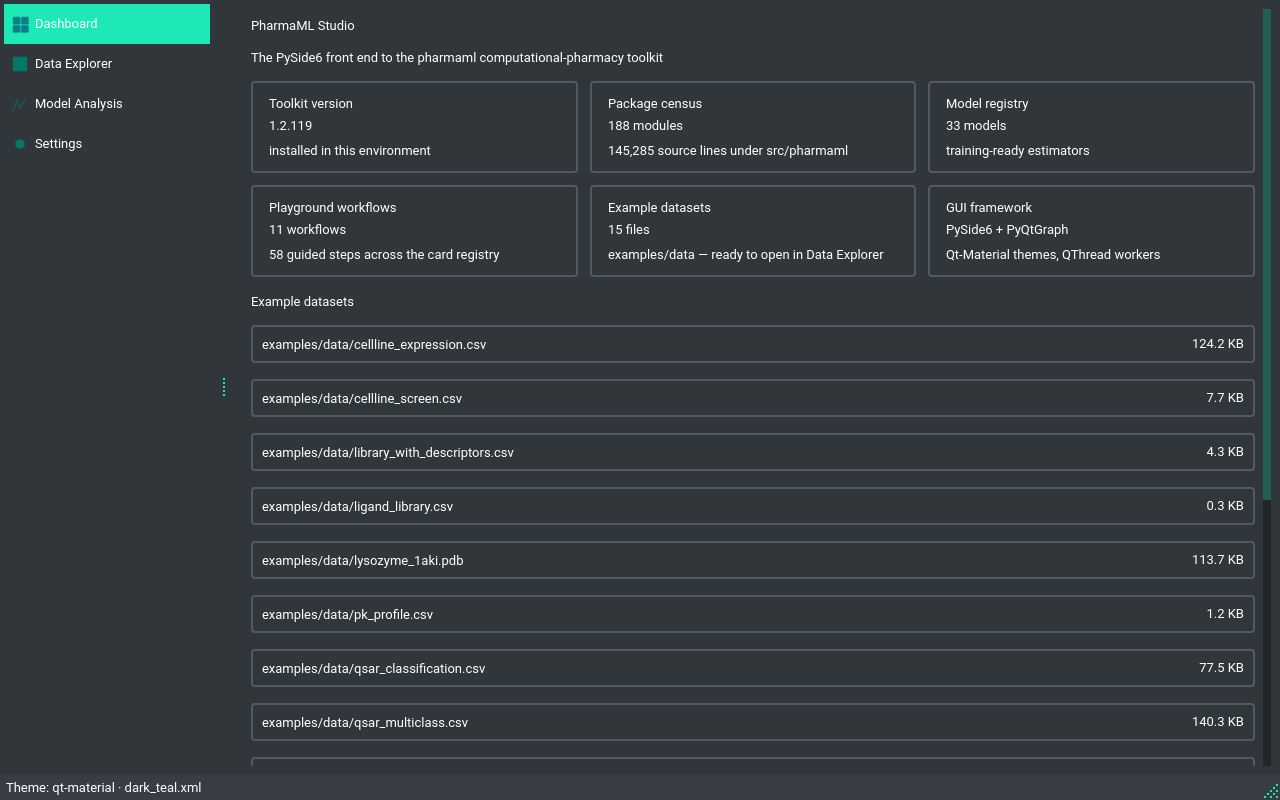 Dashboard
Data Explorer
Model Analysis
Settings
PharmaML Studio
The PySide6 front end to the pharmaml computational-pharmacy toolkit
Toolkit version
1.2.119
installed in this environment
Package census
188 modules
145,285 source lines under src/pharmaml
Model registry
33 models
training-ready estimators
Playground workflows
11 workflows
58 guided steps across the card registry
Example datasets
15 files
examples/data — ready to open in Data Explorer
GUI framework
PySide6 + PyQtGraph
Qt-Material themes, QThread workers
Example datasets
examples/data/cellline_expression.csv 124.2 KB
examples/data/cellline_screen.csv 7.7 KB
examples/data/library_with_descriptors.csv 4.3 KB
examples/data/ligand_library.csv 0.3 KB
examples/data/lysozyme_1aki.pdb 113.7 KB
examples/data/pk_profile.csv 1.2 KB
examples/data/qsar_classification.csv 77.5 KB
examples/data/qsar_multiclass.csv 140.3 KB
Theme: qt-material · dark_teal.xml